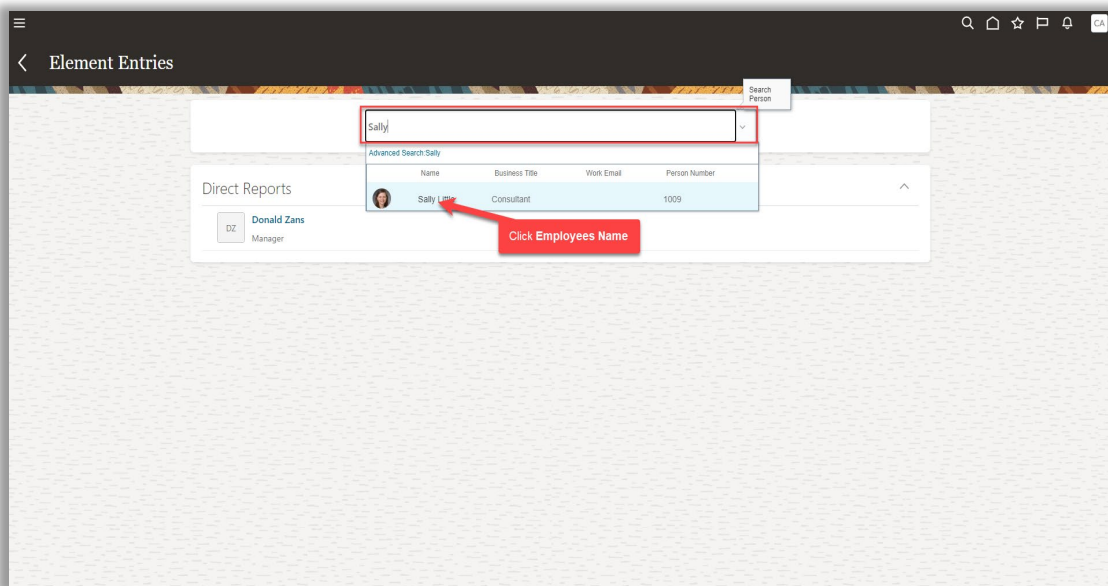 CA
Element Entries
Search
Person
Sally
Advanced Search:Sally
Name Business Title Work Email Person Number
Sally Little Consultant 1009
Direct Reports
DZ
Donald Zans
Manager
Click Employees Name